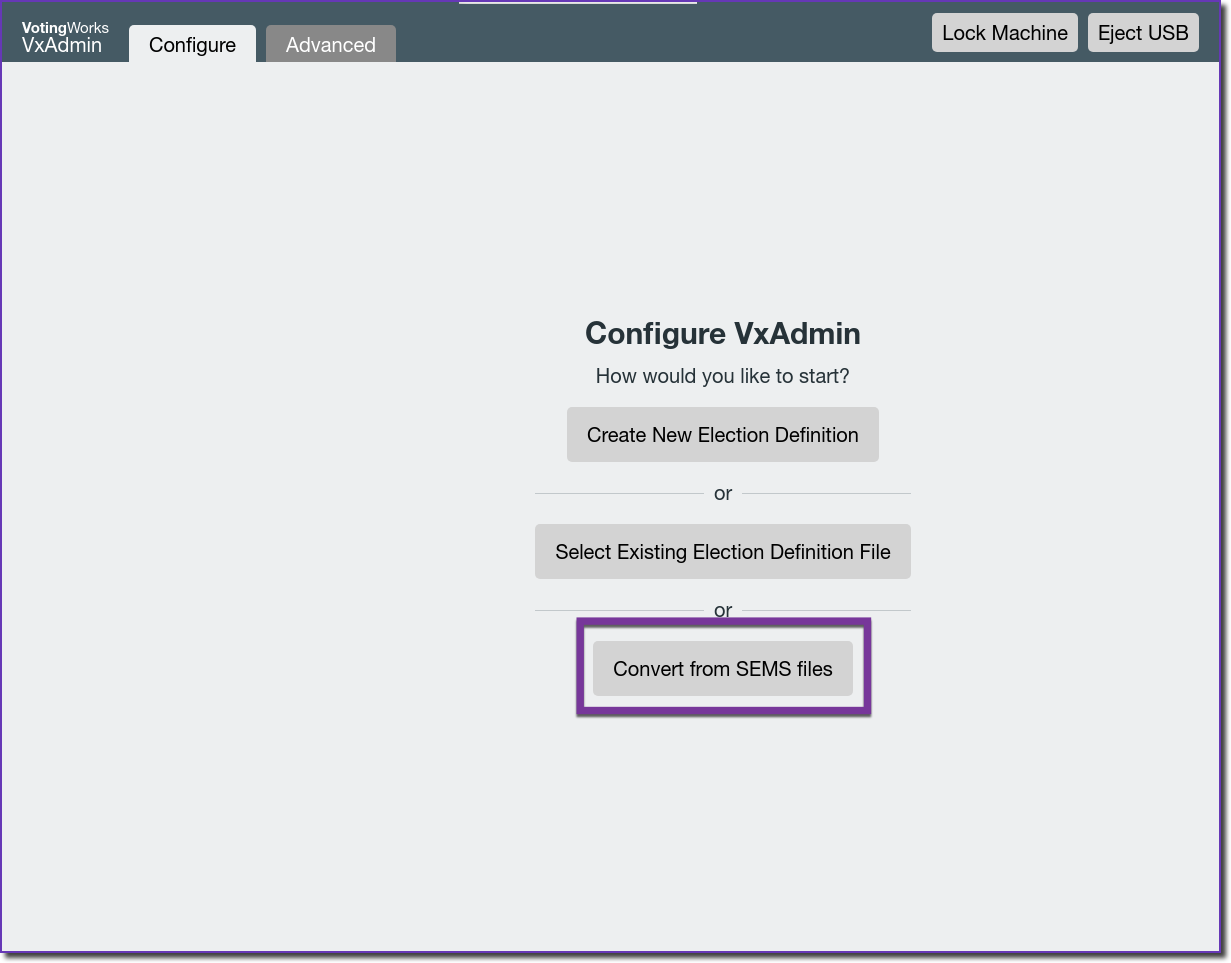 VotingWorks
VxAdmin
Configure
Advanced
Lock Machine
Eject USB
Configure VxAdmin
How would you like to start?
Create New Election Definition
or
Select Existing Election Definition File
or
Convert from SEMS files